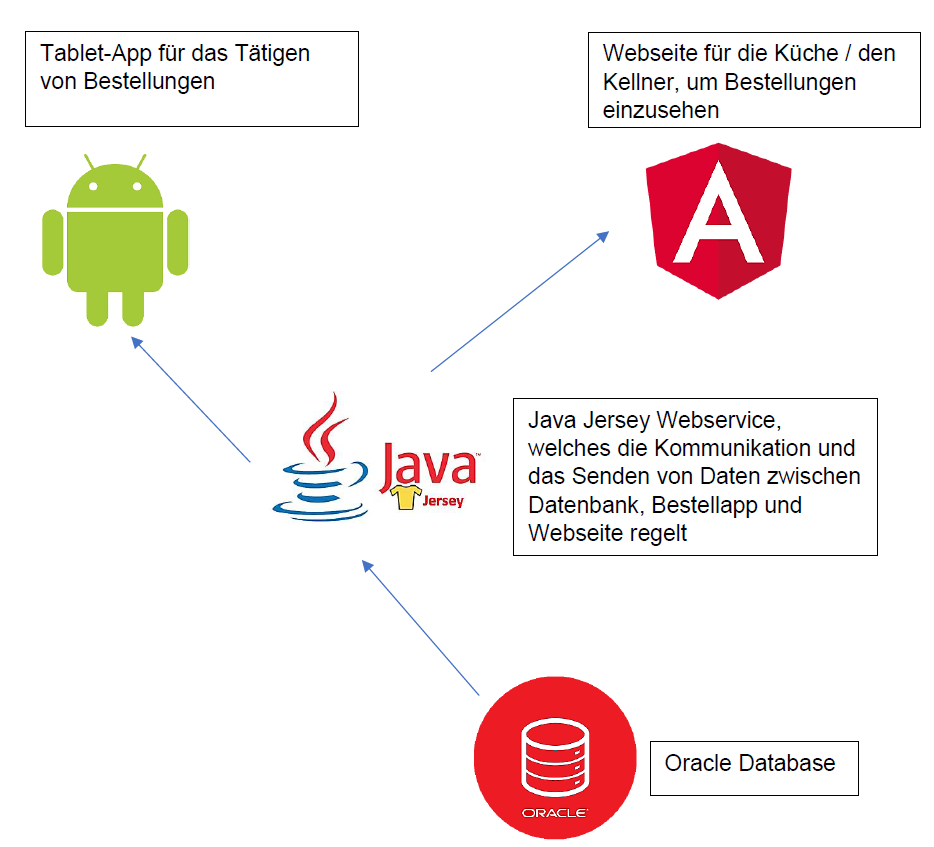 Tablet-App für das Tätigen
von Bestellungen
Webseite für die Küche / den
Kellner, um Bestellungen
einzusehen
A
Java™
Jersey
Java Jersey Webservice,
welches die Kommunikation und
das Senden von Daten zwischen
Datenbank, Bestellapp und
Webseite regelt
ORACLE
Oracle Database